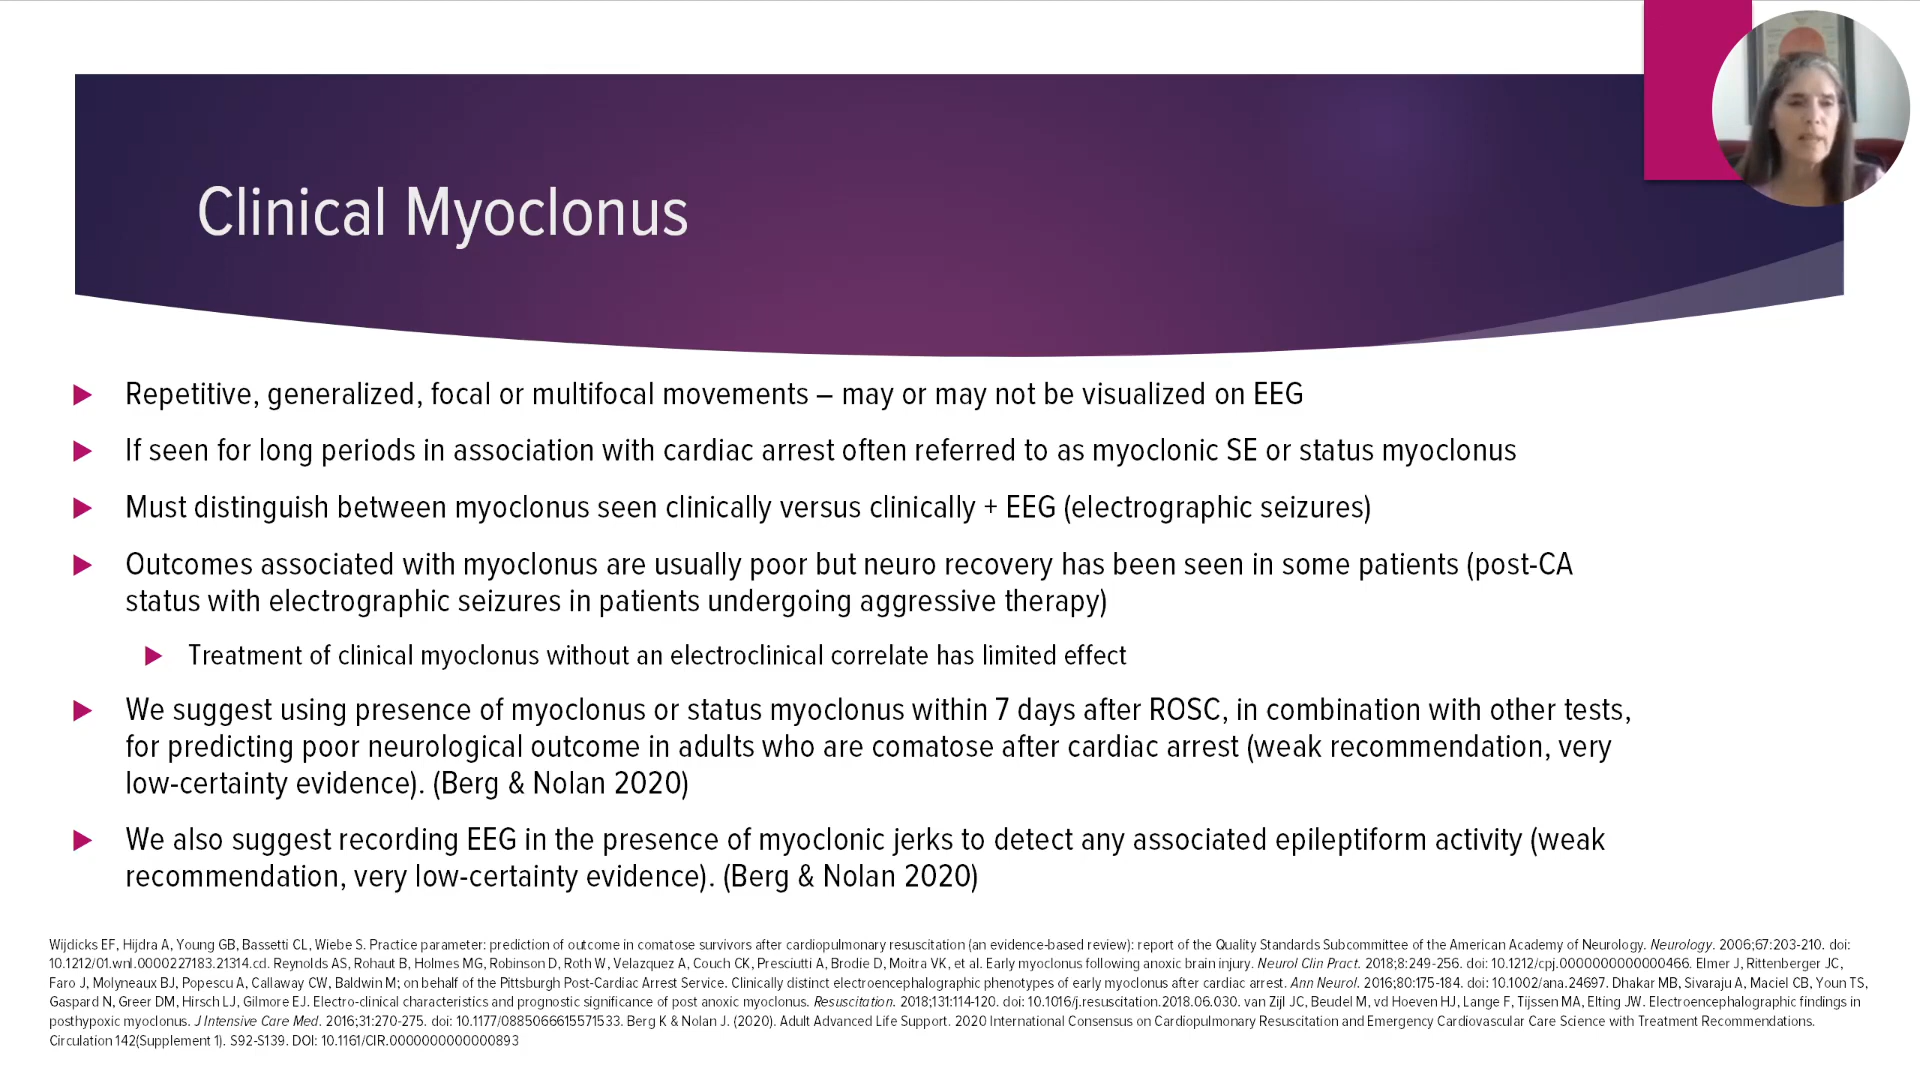 Clinical Myoclonus
Repetitive, generalized, focal or multifocal movements – may or may not be visualized on EEG
If seen for long periods in association with cardiac arrest often referred to as myoclonic SE or status myoclonus
Must distinguish between myoclonus seen clinically versus clinically + EEG (electrographic seizures)
Outcomes associated with myoclonus are usually poor but neuro recovery has been seen in some patients (post-CA
status with electrographic seizures in patients undergoing aggressive therapy)
Treatment of clinical myoclonus without an electroclinical correlate has limited effect
We suggest using presence of myoclonus or status myoclonus within 7 days after ROSC, in combination with other tests,
for predicting poor neurological outcome in adults who are comatose after cardiac arrest (weak recommendation, very
low-certainty evidence). (Berg & Nolan 2020)
We also suggest recording EEG in the presence of myoclonic jerks to detect any associated epileptiform activity (weak
recommendation, very low-certainty evidence). (Berg & Nolan 2020)
Wijdicks EF, Hijdra A, Young GB, Bassetti CL, Wiebe S. Practice parameter: prediction of outcome in comatose survivors after cardiopulmonary resuscitation (an evidence-based review): report of the Quality Standards Subcommittee of the American Academy of Neurology. Neurology. 2006;67:203-210. doi:
10.1212/01.wnl.0000227183.21314.cd. Reynolds AS, Rohaut B, Holmes MG, Robinson D, Roth W, Velazquez A, Couch CK, Presciutti A, Brodie D, Moitra VK, et al. Early myoclonus following anoxic brain injury. Neurol Clin Pract. 2018;8:249-256. doi: 10.1212/cpj.0000000000000466. Elmer J, Rittenberger JC,
Faro J, Molyneaux BJ, Popescu A, Callaway CW, Baldwin M; on behalf of the Pittsburgh Post-Cardiac Arrest Service. Clinically distinct electroencephalographic phenotypes of early myoclonus after cardiac arrest. Ann Neurol. 2016;80:175-184. doi: 10.1002/ana.24697. Dhakar MB, Sivaraju A, Maciel CB, Youn TS,
Gaspard N, Greer DM, Hirsch LJ, Gilmore EJ. Electro-clinical characteristics and prognostic significance of post anoxic myoclonus. Resuscitation. 2018;131:114-120. doi: 10.1016/j.resuscitation.2018.06.030. van Zijl JC, Beudel M, vd Hoeven HJ, Lange F, Tijssen MA, Elting JW. Electroencephalographic findings in
posthypoxic myoclonus. J Intensive Care Med. 2016;31:270-275. doi: 10.1177/0885066615571533. Berg K & Nolan J. (2020). Adult Advanced Life Support. 2020 International Consensus on Cardiopulmonary Resuscitation and Emergency Cardiovascular Care Science with Treatment Recommendations.
Circulation 142(Supplement 1). S92-S139. DOI: 10.1161/CIR.0000000000000893